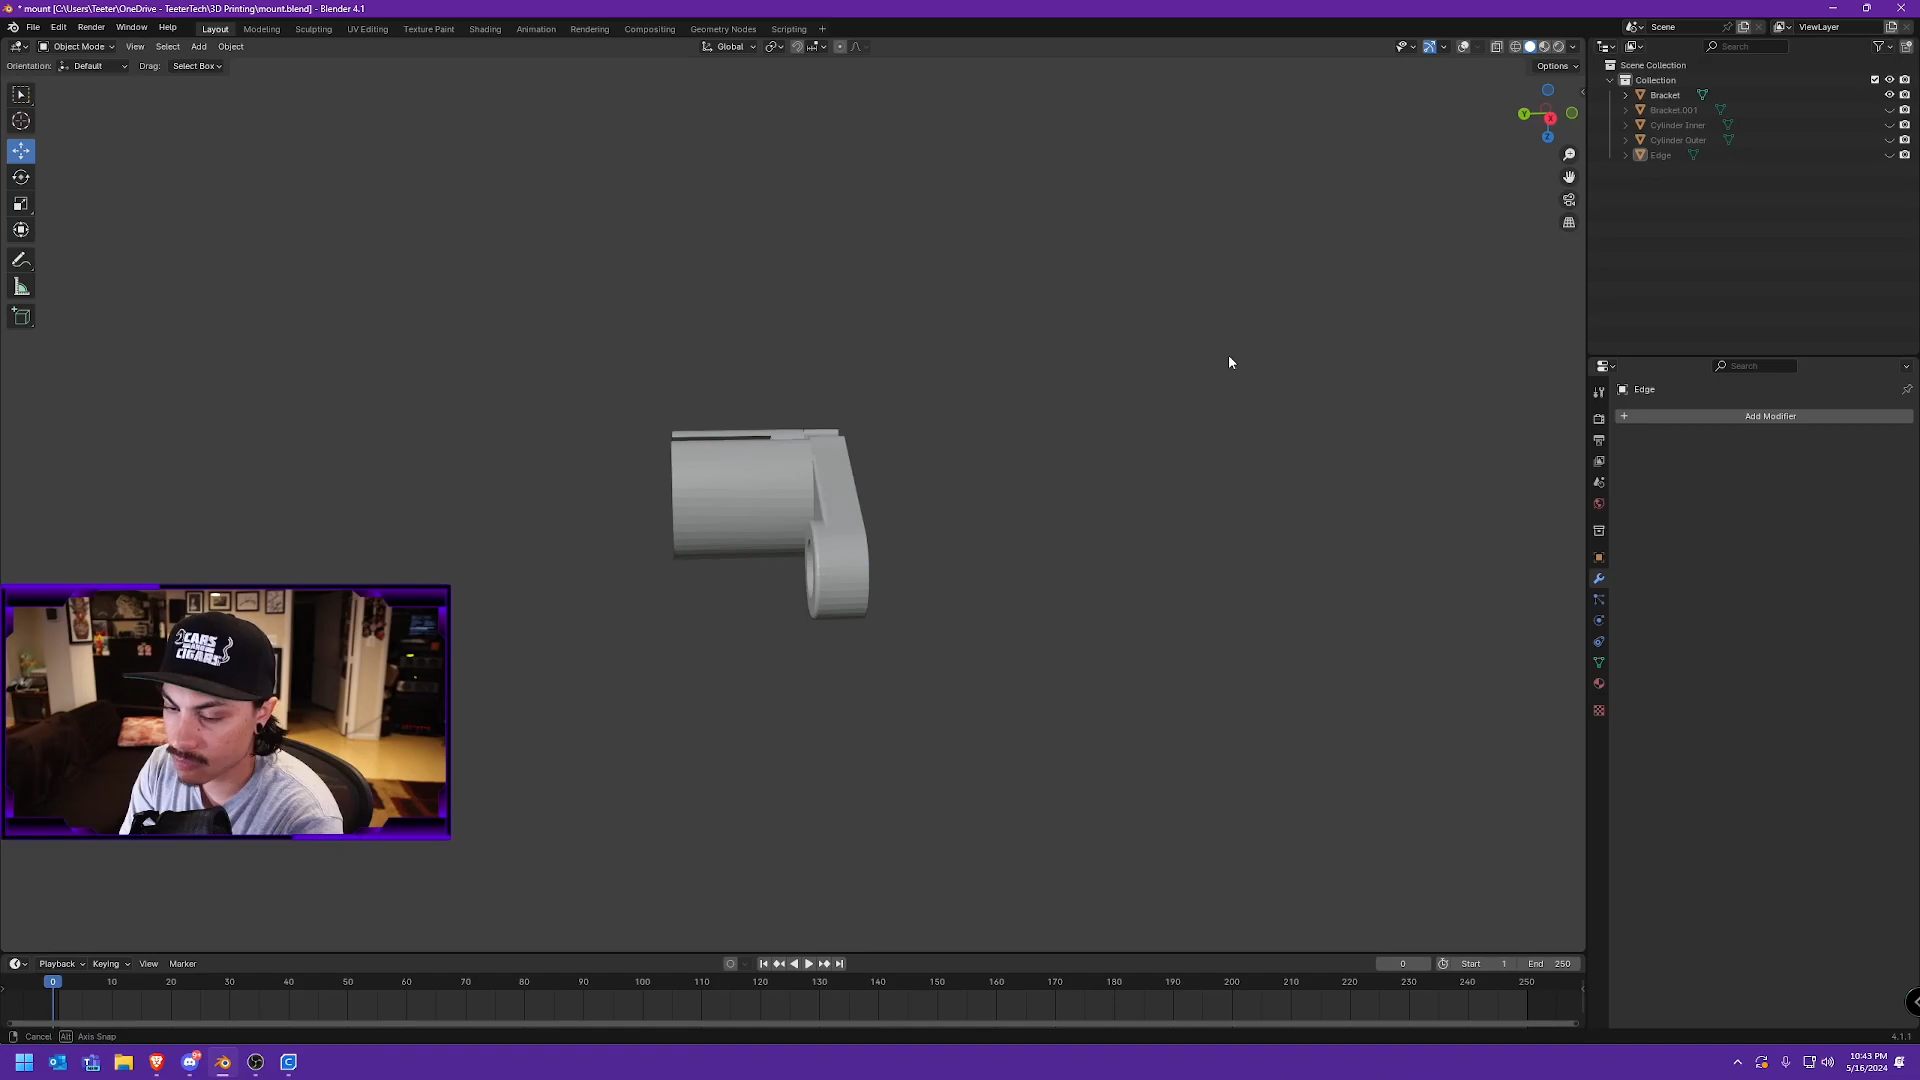 * mount [C:\Users\Teeter\OneDrive - TeeterTech\3D Printing\mount.blend] - Blender 4.1
File Edit Render Window Help
Layout Modeling Sculpting UV Editing Texture Paint Shading Animation Rendering Compositing Geometry Nodes Scripting +
Scene
ViewLayer
Object Mode View Select Add Object
Global
Search
Orientation: Default Drag: Select Box
Options
Scene Collection
Collection
Bracket
Bracket.001
Cylinder Inner
Cylinder Outer
Edge
Y
X
Z
Search
Edge
+ Add Modifier
CARS
AND
CIGARS
Playback Keying View Marker
0 Start 1 End 250
0 10 20 30 40 50 60 70 80 90 100 110 120 130 140 150 160 170 180 190 200 210 220 230 240 250
Cancel Alt Axis Snap
4.1.1
10:43 PM
5/16/2024